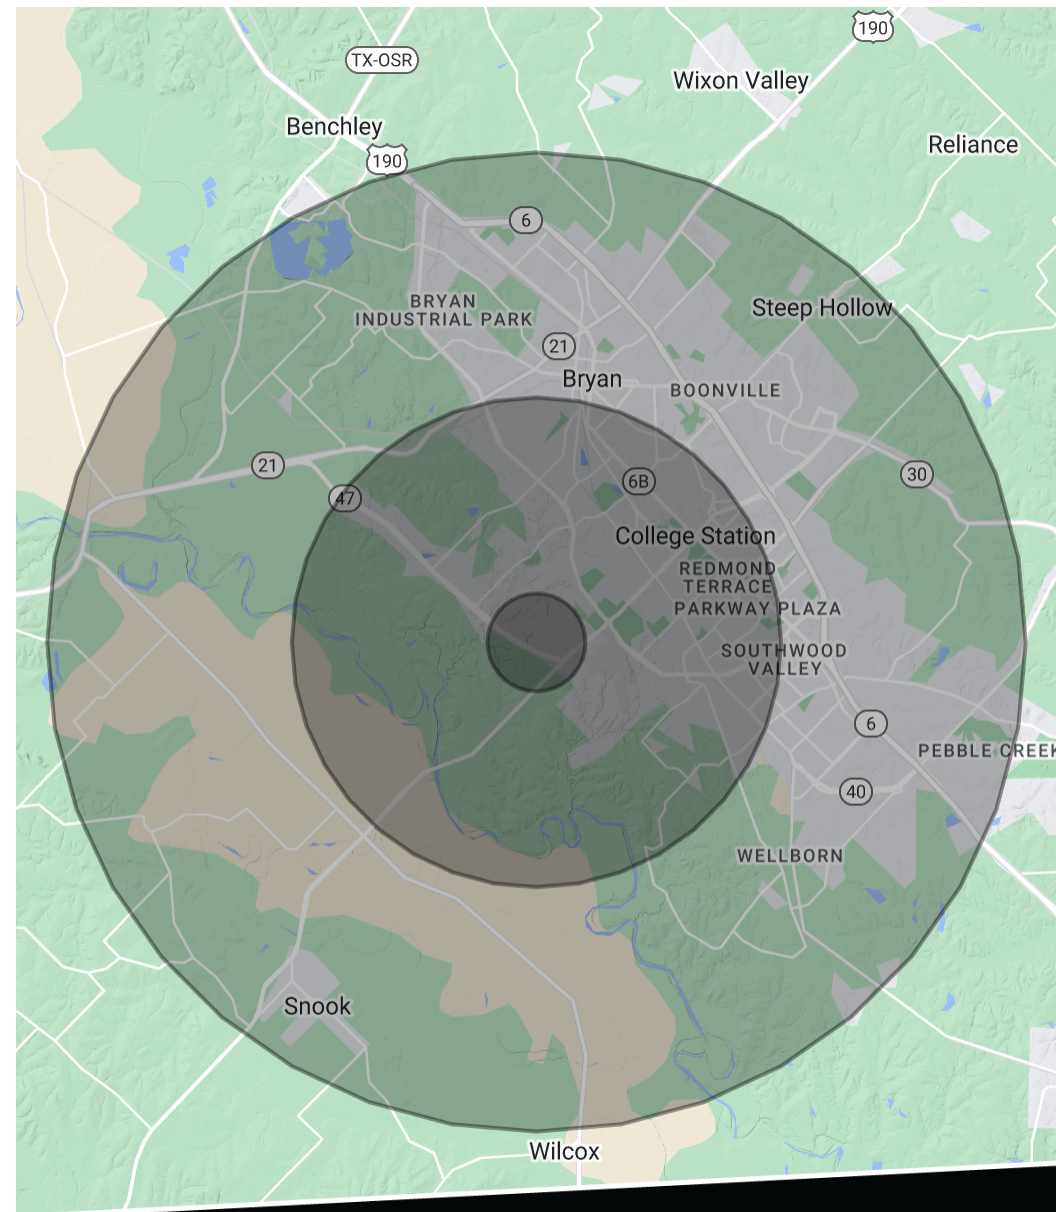 190
TX-OSR
Wixon Valley
Benchley
190
Reliance
6
BRYAN
INDUSTRIAL PARK
Steep Hollow
21
Bryan
BOONVILLE
21
47
6B
30
College Station
REDMOND
TERRACE
PARKWAY PLAZA
SOUTHWOOD
VALLEY
6
PEBBLE CREEK
40
WELLBORN
Snook
Wilcox